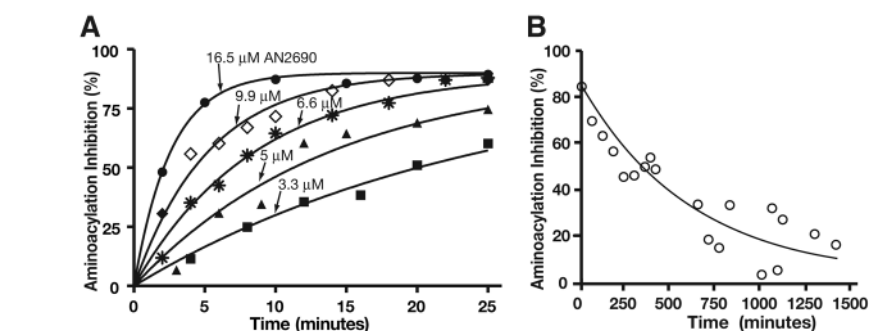 A
Aminoacylation Inhibition (%)
100
75
50
25
0
16.5 µM AN2690
9.9 µM
6.6 µM
5 µM
3.3 µM
0 5 10 15 20 25
Time (minutes)
B
Aminoacylation Inhibition (%)
100
80
60
40
20
0
0 250 500 750 1000 1250 1500
Time (minutes)